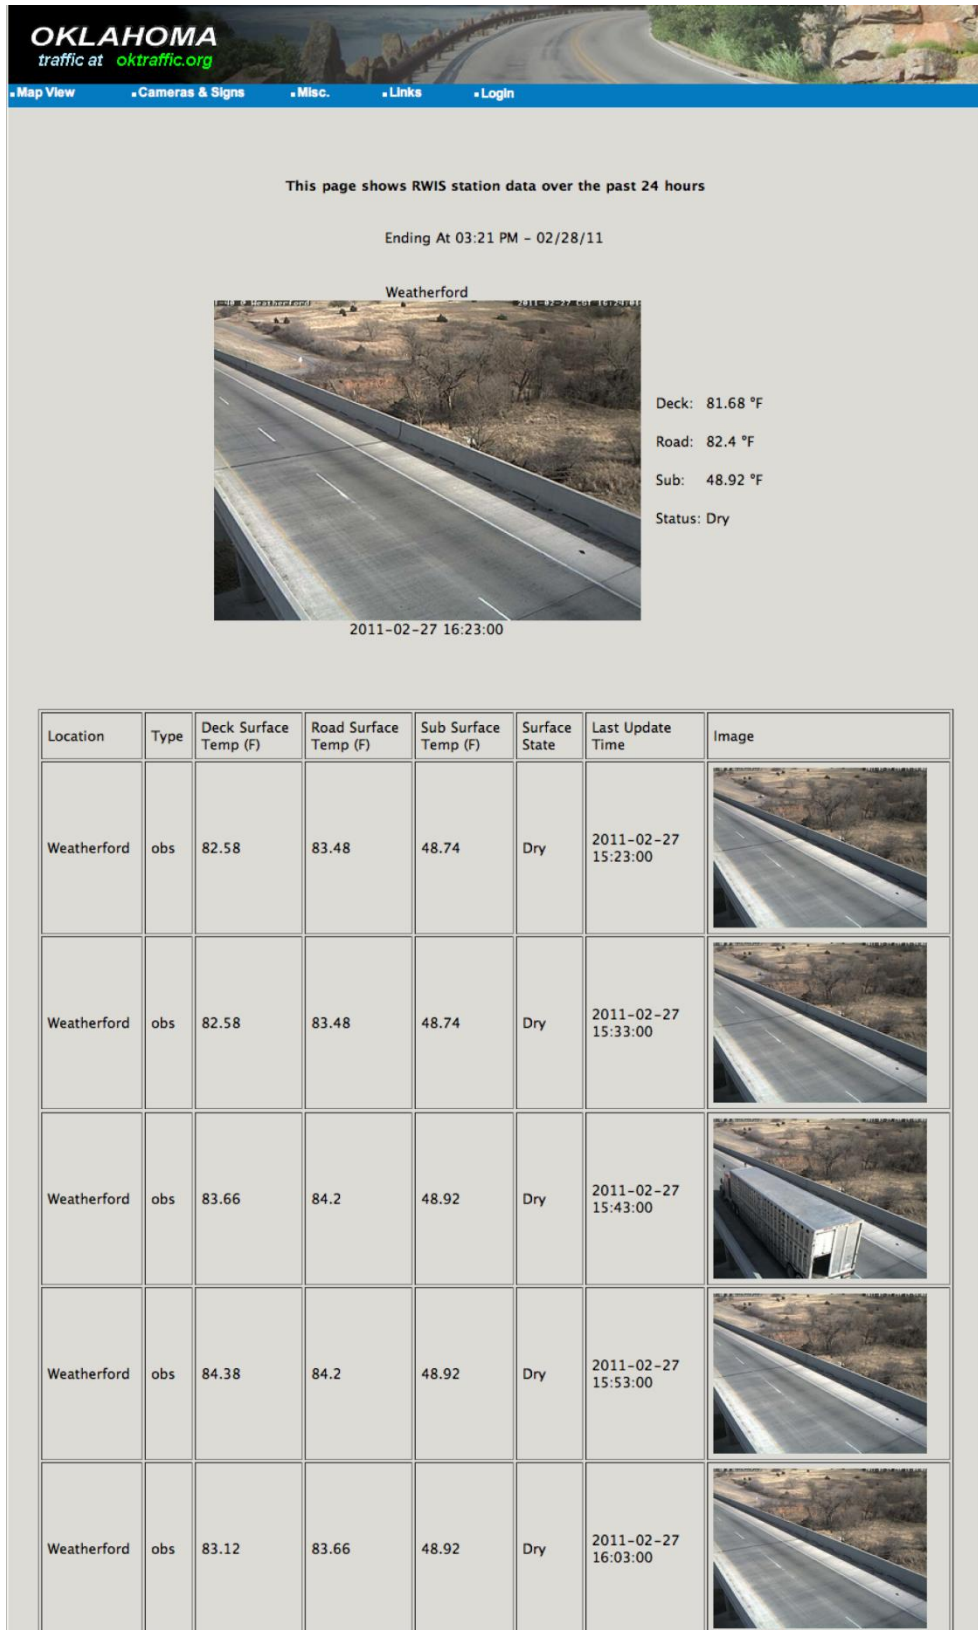 OKLAHOMA
traffic at oktraffic.org
Map View Cameras & Signs Misc. Links Login
This page shows RWIS station data over the past 24 hours
Ending At 03:21 PM - 02/28/11
Weatherford
Deck: 81.68 °F
Road: 82.4 °F
Sub: 48.92 °F
Status: Dry
2011-02-27 16:23:00
Location Type Deck Surface Temp (F) Road Surface Temp (F) Sub Surface Temp (F) Surface State Last Update Time Image
Weatherford obs 82.58 83.48 48.74 Dry 2011-02-27 15:23:00
Weatherford obs 82.58 83.48 48.74 Dry 2011-02-27 15:33:00
Weatherford obs 83.66 84.2 48.92 Dry 2011-02-27 15:43:00
Weatherford obs 84.38 84.2 48.92 Dry 2011-02-27 15:53:00
Weatherford obs 83.12 83.66 48.92 Dry 2011-02-27 16:03:00